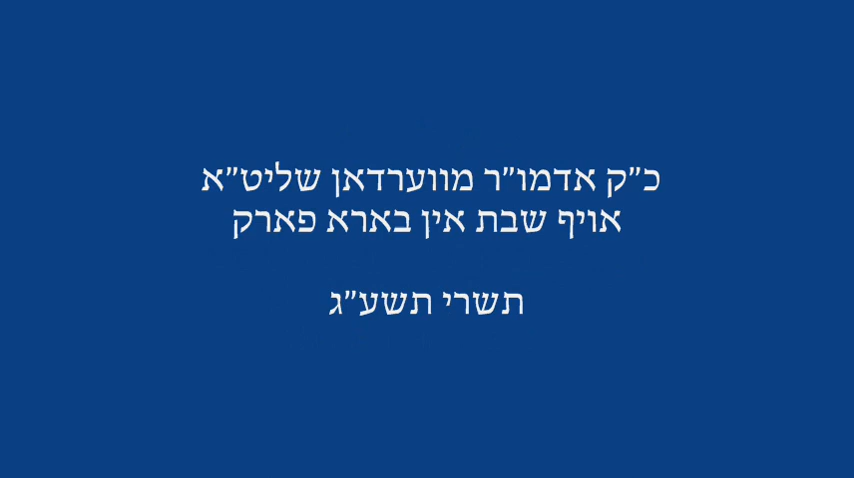 כ״ק אדמו״ר מווערדאן שליט״א
אויף שבת אין בארא פארק
תשרי תשע״ג